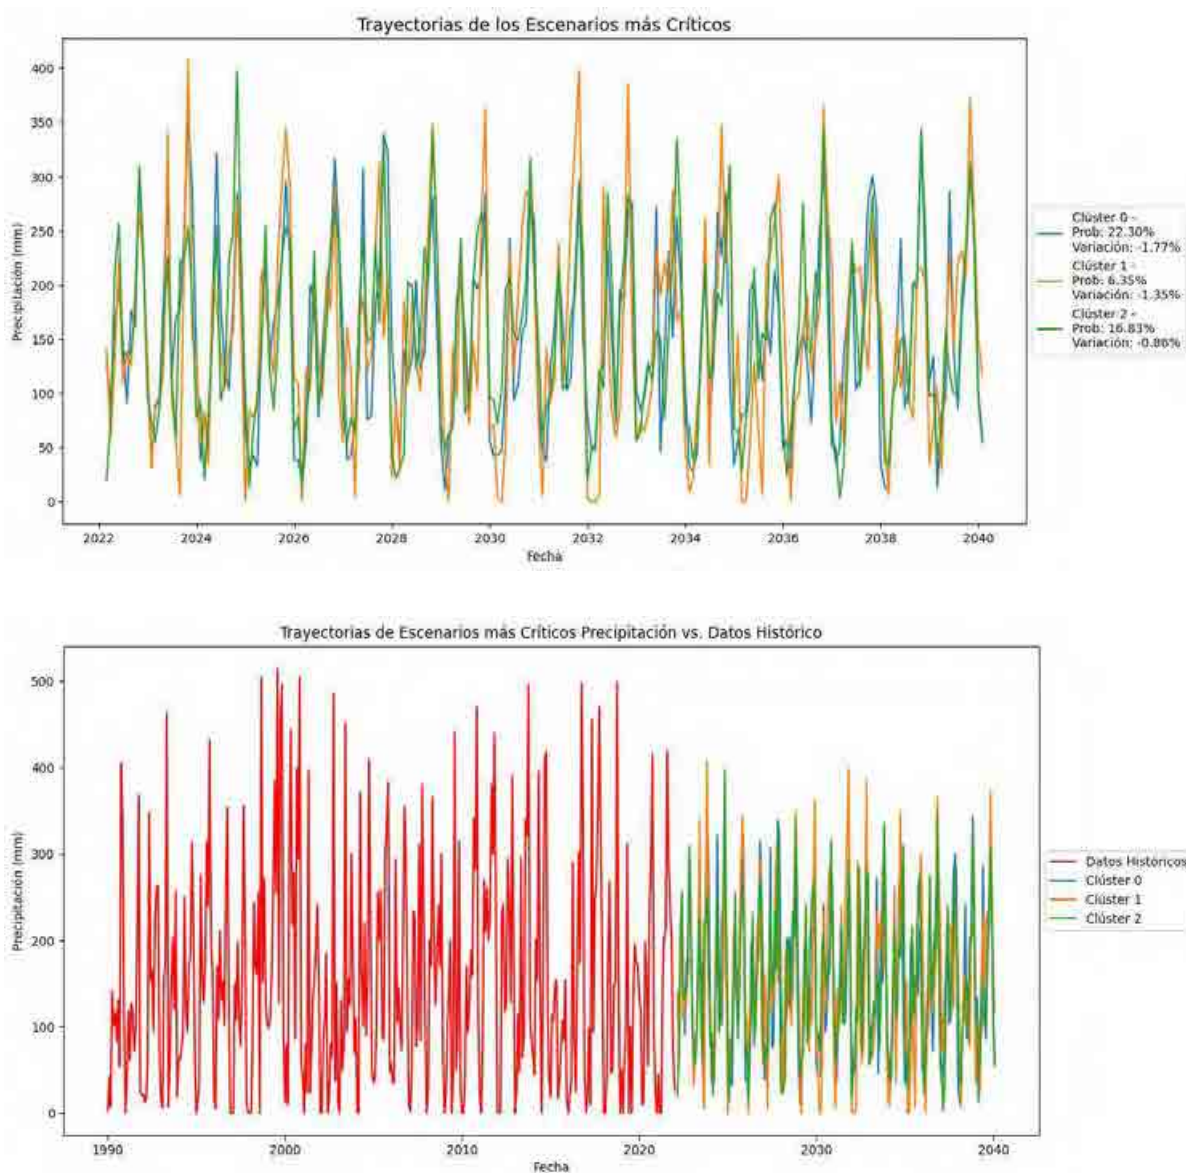 Trayectorias de los Escenarios más Críticos
Precipitación (mm)
400
350
300
250
200
150
100
50
0
2022 2024 2026 2028 2030 2032 2034 2036 2038 2040
Fecha
Clúster 0 -
Prob: 22.30%
Variación: -1.77%
Clúster 1 -
Prob: 6.35%
Variación: -1.35%
Clúster 2 -
Prob: 16.83%
Variación: -0.86%
Trayectorias de Escenarios más Críticos Precipitación vs. Datos Histórico
Precipitación (mm)
500
400
300
200
100
0
1990 2000 2010 2020 2030 2040
Fecha
Datos Históricos
Clúster 0
Clúster 1
Clúster 2